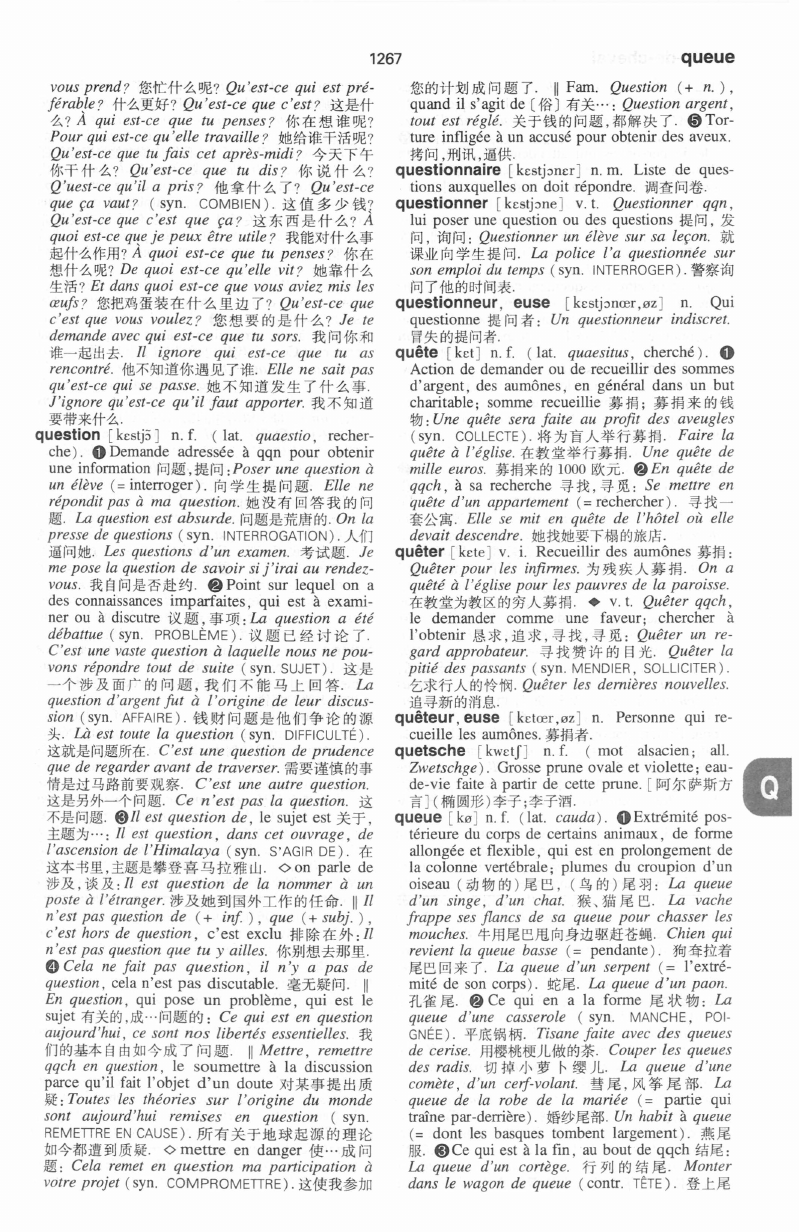 1267
queue
vous prend? 您忙什么呢? Qu'est-ce qui est pré-
férable? 什么更好? Qu'est-ce que c'est? 这是什
么? À qui est-ce que tu penses? 你在想谁呢?
Pour qui est-ce qu'elle travaille? 她给谁干活呢?
Qu'est-ce que tu fais cet après-midi? 今天下午
你干什么? Qu'est-ce que tu dis? 你说什么?
Q'uest-ce qu'il a pris? 他拿什么了? Qu'est-ce
que ça vaut? (syn. COMBIEN). 这值多少钱?
Qu'est-ce que c'est que ça? 这东西是什么? À
quoi est-ce que je peux être utile? 我能对什么事
起什么作用? À quoi est-ce que tu penses? 你在
想什么呢? De quoi est-ce qu'elle vit? 她靠什么
生活? Et dans quoi est-ce que vous aviez mis les
œufs? 您把鸡蛋装在什么里边了? Qu'est-ce que
c'est que vous voulez? 您想要的是什么? Je te
demande avec qui est-ce que tu sors. 我问你和
谁一起出去. Il ignore qui est-ce que tu as
rencontré. 他不知道你遇见了谁. Elle ne sait pas
qu'est-ce qui se passe. 她不知道发生了什么事.
J'ignore qu'est-ce qu'il faut apporter. 我不知道
要带来什么.
question [kɛstjɔ̃] n. f. (lat. quaestio, recher-
che). ❶Demande adressée à qqn pour obtenir
une information 问题,提问:Poser une question à
un élève (= interroger). 向学生提问题. Elle ne
répondit pas à ma question. 她没有回答我的问
题. La question est absurde. 问题是荒唐的. On la
presse de questions (syn. INTERROGATION). 人们
逼问她. Les questions d'un examen. 考试题. Je
me pose la question de savoir si j'irai au rendez-
vous. 我自问是否赴约. ❷Point sur lequel on a
des connaissances imparfaites, qui est à exami-
ner ou à discutre 议题,事项:La question a été
débattue (syn. PROBLÈME). 议题已经讨论了.
C'est une vaste question à laquelle nous ne pou-
vons répondre tout de suite (syn. SUJET). 这是
一个涉及面广的问题, 我们不能马上回答. La
question d'argent fut à l'origine de leur discus-
sion (syn. AFFAIRE). 钱财问题是他们争论的源
头. Là est toute la question (syn. DIFFICULTÉ).
这就是问题所在. C'est une question de prudence
que de regarder avant de traverser. 需要谨慎的事
情是过马路前要观察. C'est une autre question.
这是另外一个问题. Ce n'est pas la question. 这
不是问题. ❸Il est question de, le sujet est 关于,
主题为…: Il est question, dans cet ouvrage, de
l'ascension de l'Himalaya (syn. S'AGIR DE). 在
这本书里,主题是攀登喜马拉雅山. ◇on parle de
涉及,谈及:Il est question de la nommer à un
poste à l'étranger. 涉及她到国外工作的任命. ‖ Il
n'est pas question de (+ inf.), que (+ subj.),
c'est hors de question, c'est exclu 排除在外:Il
n'est pas question que tu y ailles. 你别想去那里.
❹Cela ne fait pas question, il n'y a pas de
question, cela n'est pas discutable. 毫无疑问. ‖
En question, qui pose un problème, qui est le
sujet 有关的,成…问题的: Ce qui est en question
aujourd'hui, ce sont nos libertés essentielles. 我
们的基本自由如今成了问题. ‖ Mettre, remettre
qqch en question, le soumettre à la discussion
parce qu'il fait l'objet d'un doute 对某事提出质
疑:Toutes les théories sur l'origine du monde
sont aujourd'hui remises en question (syn.
REMETTRE EN CAUSE). 所有关于地球起源的理论
如今都遭到质疑. ◇mettre en danger 使…成问
题: Cela remet en question ma participation à
votre projet (syn. COMPROMETTRE). 这使我参加
您的计划成问题了. ‖ Fam. Question (+ n.),
quand il s'agit de 〔俗〕有关…: Question argent,
tout est réglé. 关于钱的问题,都解决了. ❺Tor-
ture infligée à un accusé pour obtenir des aveux.
拷问,刑讯,逼供.
questionnaire [kɛstjɔnɛr] n. m. Liste de ques-
tions auxquelles on doit répondre. 调查问卷.
questionner [kɛstjɔne] v. t. Questionner qqn,
lui poser une question ou des questions 提问, 发
问, 询问: Questionner un élève sur sa leçon. 就
课业向学生提问. La police l'a questionnée sur
son emploi du temps (syn. INTERROGER). 警察询
问了他的时间表.
questionneur, euse [kɛstjɔnœr,øz] n. Qui
questionne 提问者: Un questionneur indiscret.
冒失的提问者.
quête [kɛt] n. f. (lat. quaesitus, cherché). ❶
Action de demander ou de recueillir des sommes
d'argent, des aumônes, en général dans un but
charitable; somme recueillie 募捐; 募捐来的钱
物:Une quête sera faite au profit des aveugles
(syn. COLLECTE). 将为盲人举行募捐. Faire la
quête à l'église. 在教堂举行募捐. Une quête de
mille euros. 募捐来的 1000 欧元. ❷En quête de
qqch, à sa recherche 寻找,寻觅: Se mettre en
quête d'un appartement (= rechercher). 寻找一
套公寓. Elle se mit en quête de l'hôtel où elle
devait descendre. 她找她要下榻的旅店.
quêter [kɛte] v. i. Recueillir des aumônes 募捐:
Quêter pour les infirmes. 为残疾人募捐. On a
quêté à l'église pour les pauvres de la paroisse.
在教堂为教区的穷人募捐. ◆ v. t. Quêter qqch,
le demander comme une faveur; chercher à
l'obtenir 恳求,追求,寻找,寻觅: Quêter un re-
gard approbateur. 寻找赞许的目光. Quêter la
pitié des passants (syn. MENDIER, SOLLICITER).
乞求行人的怜悯. Quêter les dernières nouvelles.
追寻新的消息.
quêteur, euse [kɛtœr,øz] n. Personne qui re-
cueille les aumônes. 募捐者.
quetsche [kwɛtʃ] n. f. (mot alsacien; all.
Zwetschge). Grosse prune ovale et violette; eau-
de-vie faite à partir de cette prune. [阿尔萨斯方
言](椭圆形)李子;李子酒.
Q
queue [kø] n. f. (lat. cauda). ❶Extrémité pos-
térieure du corps de certains animaux, de forme
allongée et flexible, qui est en prolongement de
la colonne vertébrale; plumes du croupion d'un
oiseau (动物的)尾巴, (鸟的)尾羽: La queue
d'un singe, d'un chat. 猴、猫尾巴. La vache
frappe ses flancs de sa queue pour chasser les
mouches. 牛用尾巴甩向身边驱赶苍蝇. Chien qui
revient la queue basse (= pendante). 狗耷拉着
尾巴回来了. La queue d'un serpent (= l'extré-
mité de son corps). 蛇尾. La queue d'un paon.
孔雀尾. ❷Ce qui en a la forme 尾状物: La
queue d'une casserole (syn. MANCHE, POI-
GNÉE). 平底锅柄. Tisane faite avec des queues
de cerise. 用樱桃梗儿做的茶. Couper les queues
des radis. 切掉小萝卜缨儿. La queue d'une
comète, d'un cerf-volant. 彗尾,风筝尾部. La
queue de la robe de la mariée (= partie qui
traîne par-derrière). 婚纱尾部. Un habit à queue
(= dont les basques tombent largement). 燕尾
服. ❸Ce qui est à la fin, au bout de qqch 结尾:
La queue d'un cortège. 行列的结尾. Monter
dans le wagon de queue (contr. TÊTE). 登上尾